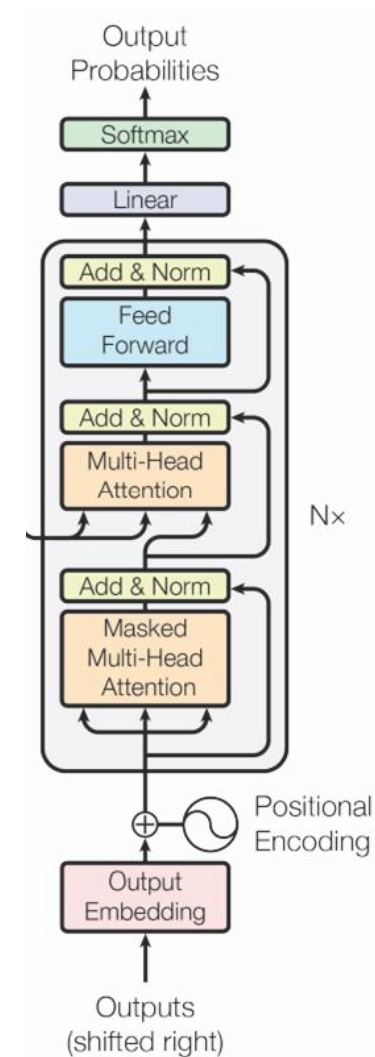 Output
Probabilities
Softmax
Linear
Add & Norm
Feed
Forward
Add & Norm
Multi-Head
Attention
N×
Add & Norm
Masked
Multi-Head
Attention
Positional
Encoding
Output
Embedding
Outputs
(shifted right)